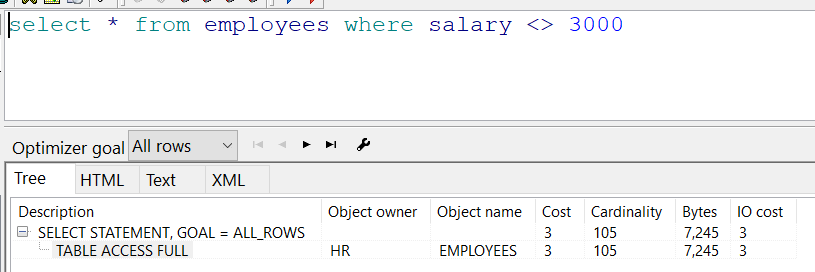 select * from employees where salary <> 3000
Optimizer goal All rows
Tree HTML Text XML
Description Object owner Object name Cost Cardinality Bytes IO cost
SELECT STATEMENT, GOAL = ALL_ROWS 3 105 7,245 3
TABLE ACCESS FULL HR EMPLOYEES 3 105 7,245 3